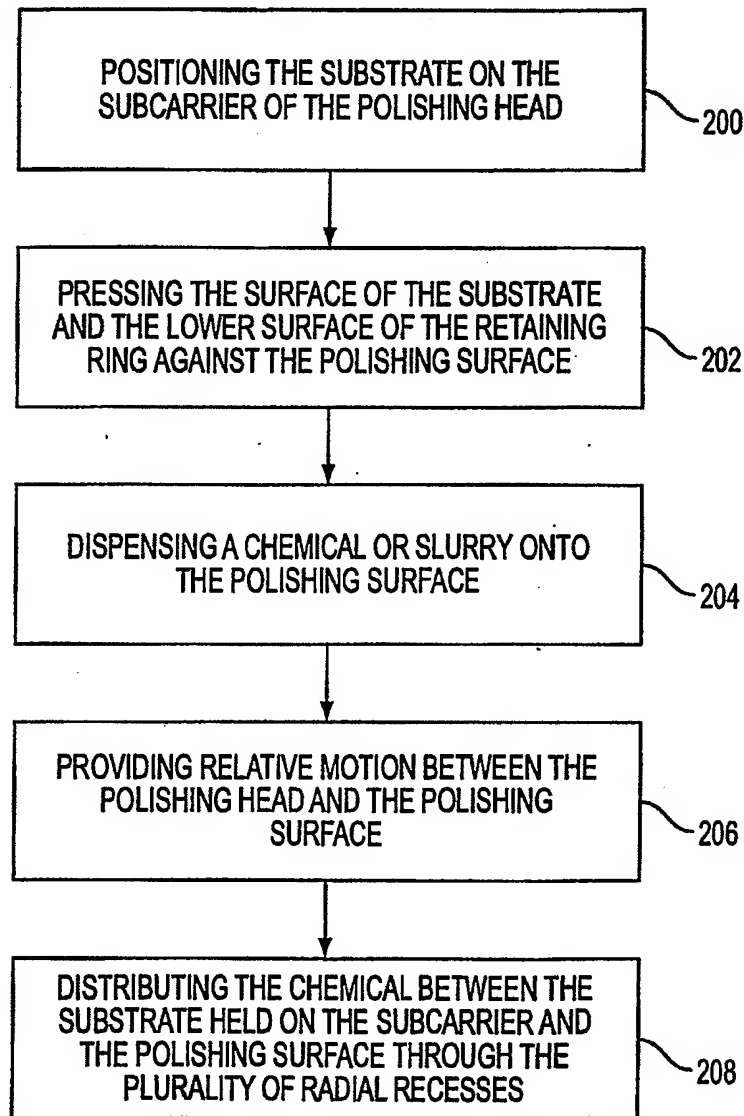 POSITIONING THE SUBSTRATE ON THE
SUBCARRIER OF THE POLISHING HEAD
200
PRESSING THE SURFACE OF THE SUBSTRATE
AND THE LOWER SURFACE OF THE RETAINING
RING AGAINST THE POLISHING SURFACE
202
DISPENSING A CHEMICAL OR SLURRY ONTO
THE POLISHING SURFACE
204
PROVIDING RELATIVE MOTION BETWEEN THE
POLISHING HEAD AND THE POLISHING
SURFACE
206
DISTRIBUTING THE CHEMICAL BETWEEN THE
SUBSTRATE HELD ON THE SUBCARRIER AND
THE POLISHING SURFACE THROUGH THE
PLURALITY OF RADIAL RECESSES
208